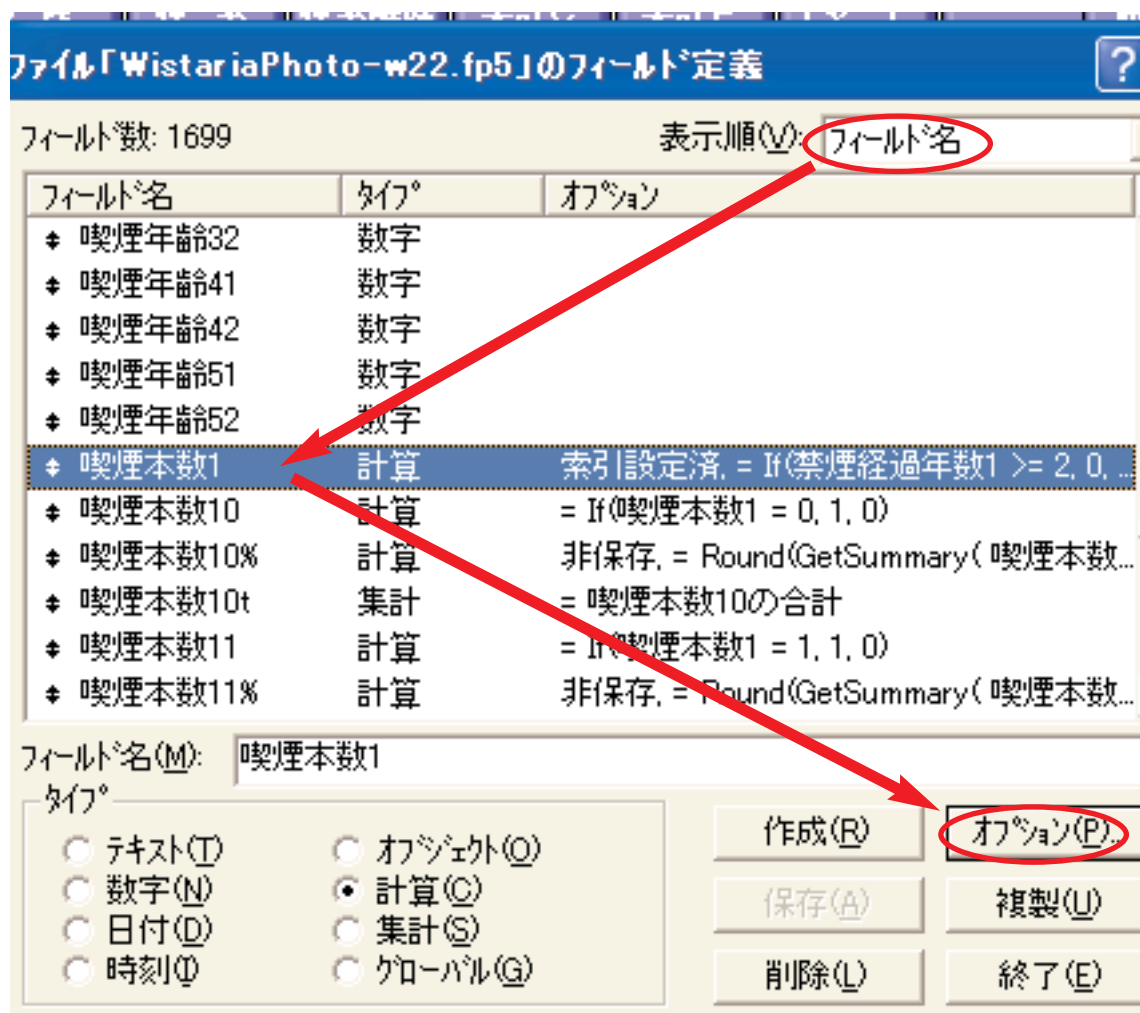 ファイル「WistariaPhoto-w22.fp5」のフィールド定義
フィールド数: 1699 表示順(V): フィールド名
フィールド名 タイプ オプション
喫煙年齢32 数字
喫煙年齢41 数字
喫煙年齢42 数字
喫煙年齢51 数字
喫煙年齢52 数字
喫煙本数1 計算 索引設定済, = If(禁煙経過年数1 >= 2, 0, ...
喫煙本数10 計算 = If(喫煙本数1 = 0, 1, 0)
喫煙本数10% 計算 非保存, = Round(GetSummary( 喫煙本数...
喫煙本数10t 集計 = 喫煙本数10の合計
喫煙本数11 計算 = If(喫煙本数1 = 1, 1, 0)
喫煙本数11% 計算 非保存, = Round(GetSummary( 喫煙本数...
フィールド名(M): 喫煙本数1
タイプ
テキスト(T) オブジェクト(O) 作成(R) オプション(P)...
数字(N) 計算(C) 保存(A) 複製(U)
日付(D) 集計(S)
時刻(I) グローバル(G) 削除(L) 終了(E)